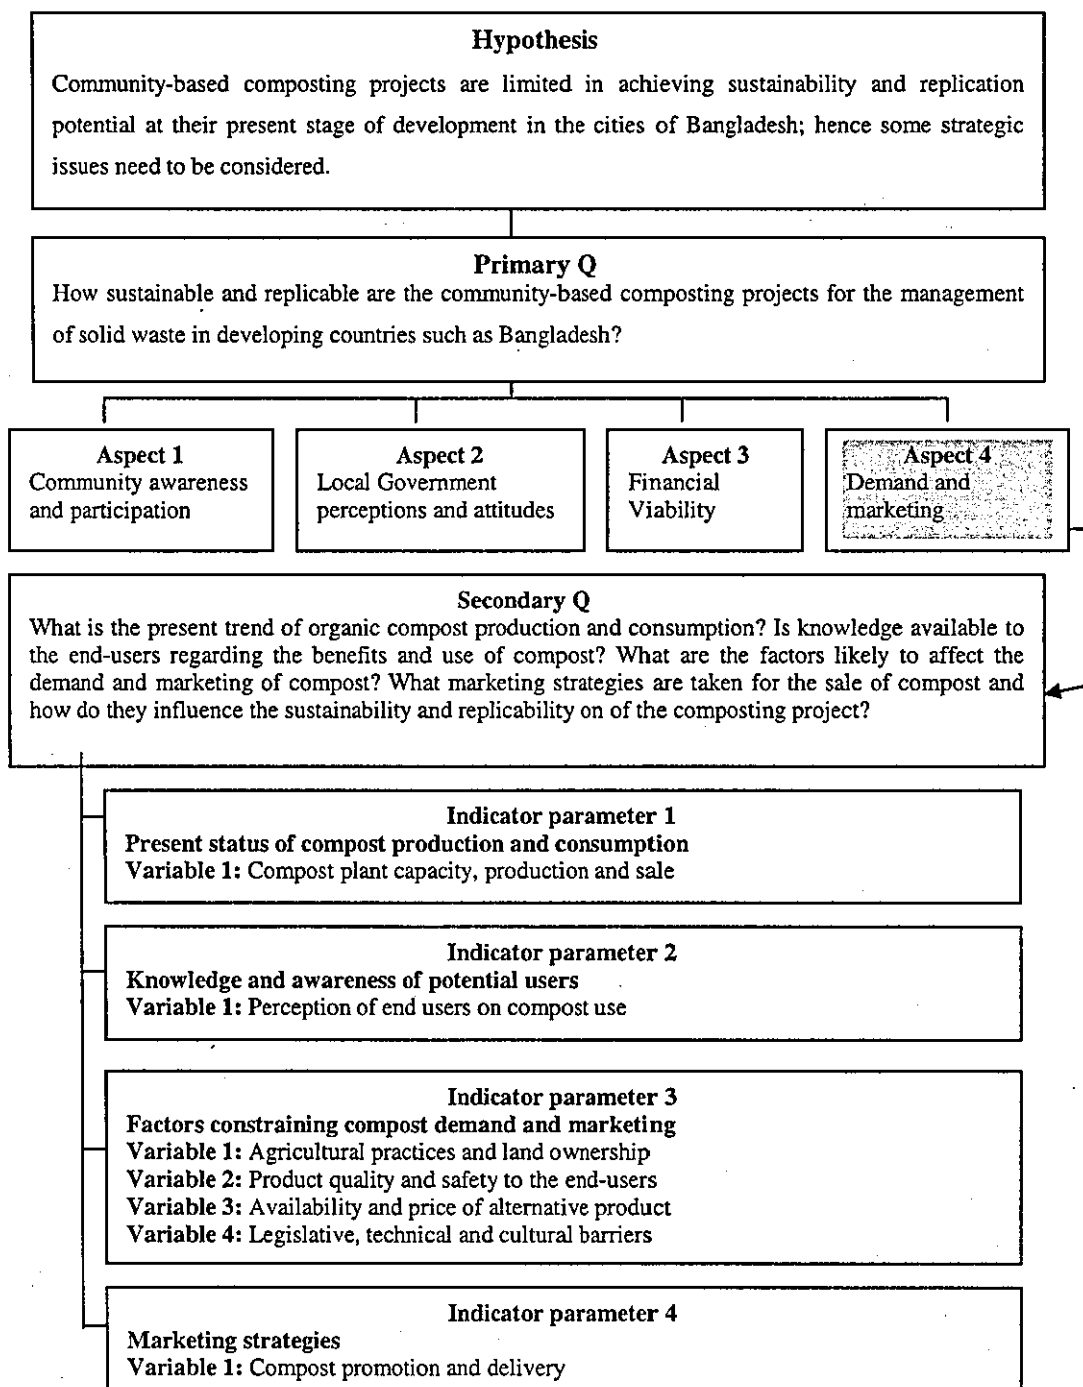 Hypothesis
Community-based composting projects are limited in achieving sustainability and replication
potential at their present stage of development in the cities of Bangladesh; hence some strategic
issues need to be considered.
Primary Q
How sustainable and replicable are the community-based composting projects for the management
of solid waste in developing countries such as Bangladesh?
Aspect 1
Community awareness
and participation
Aspect 2
Local Government
perceptions and attitudes
Aspect 3
Financial
Viability
Aspect 4
Demand and
marketing
Secondary Q
What is the present trend of organic compost production and consumption? Is knowledge available to
the end-users regarding the benefits and use of compost? What are the factors likely to affect the
demand and marketing of compost? What marketing strategies are taken for the sale of compost and
how do they influence the sustainability and replicability on of the composting project?
Indicator parameter 1
Present status of compost production and consumption
Variable 1: Compost plant capacity, production and sale
Indicator parameter 2
Knowledge and awareness of potential users
Variable 1: Perception of end users on compost use
Indicator parameter 3
Factors constraining compost demand and marketing
Variable 1: Agricultural practices and land ownership
Variable 2: Product quality and safety to the end-users
Variable 3: Availability and price of alternative product
Variable 4: Legislative, technical and cultural barriers
Indicator parameter 4
Marketing strategies
Variable 1: Compost promotion and delivery